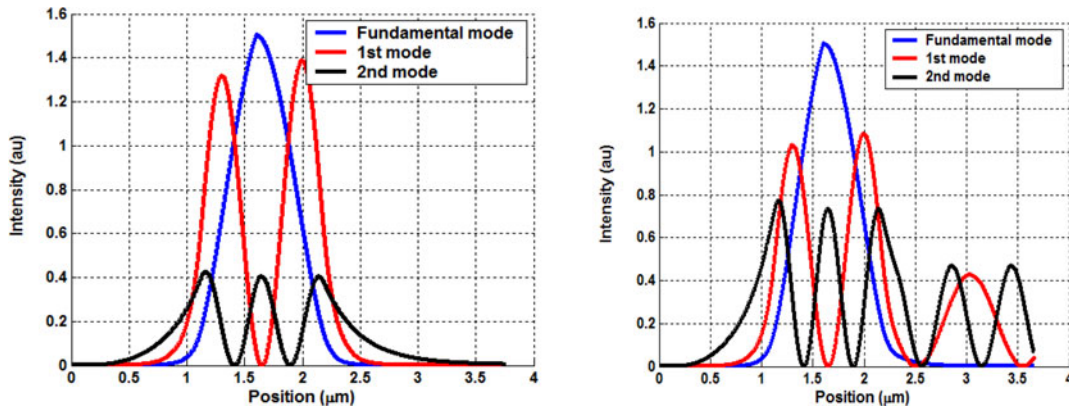 1.6
1.4
1.2
1
0.8
0.6
0.4
0.2
0
Intensity (au)
Fundamental mode
1st mode
2nd mode
0 0.5 1 1.5 2 2.5 3 3.5 4
Position (μm)
1.6
1.4
1.2
1
0.8
0.6
0.4
0.2
0
Intensity (au)
Fundamental mode
1st mode
2nd mode
0 0.5 1 1.5 2 2.5 3 3.5 4
Position (μm)